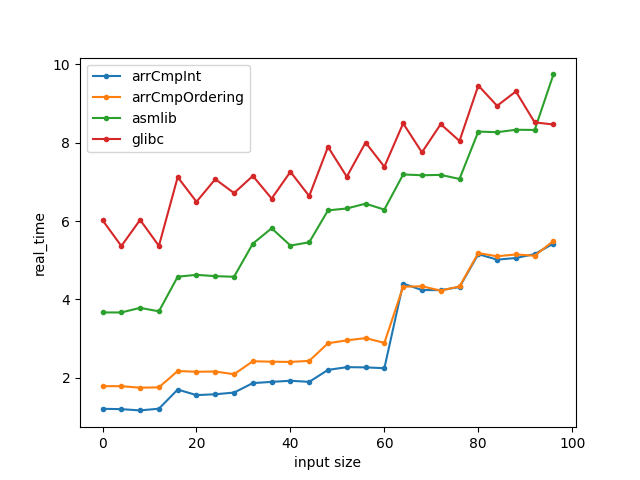 arrCmpInt
arrCmpOrdering
asmlib
glibc
10
8
6
4
2
real_time
0 20 40 60 80 100
input size